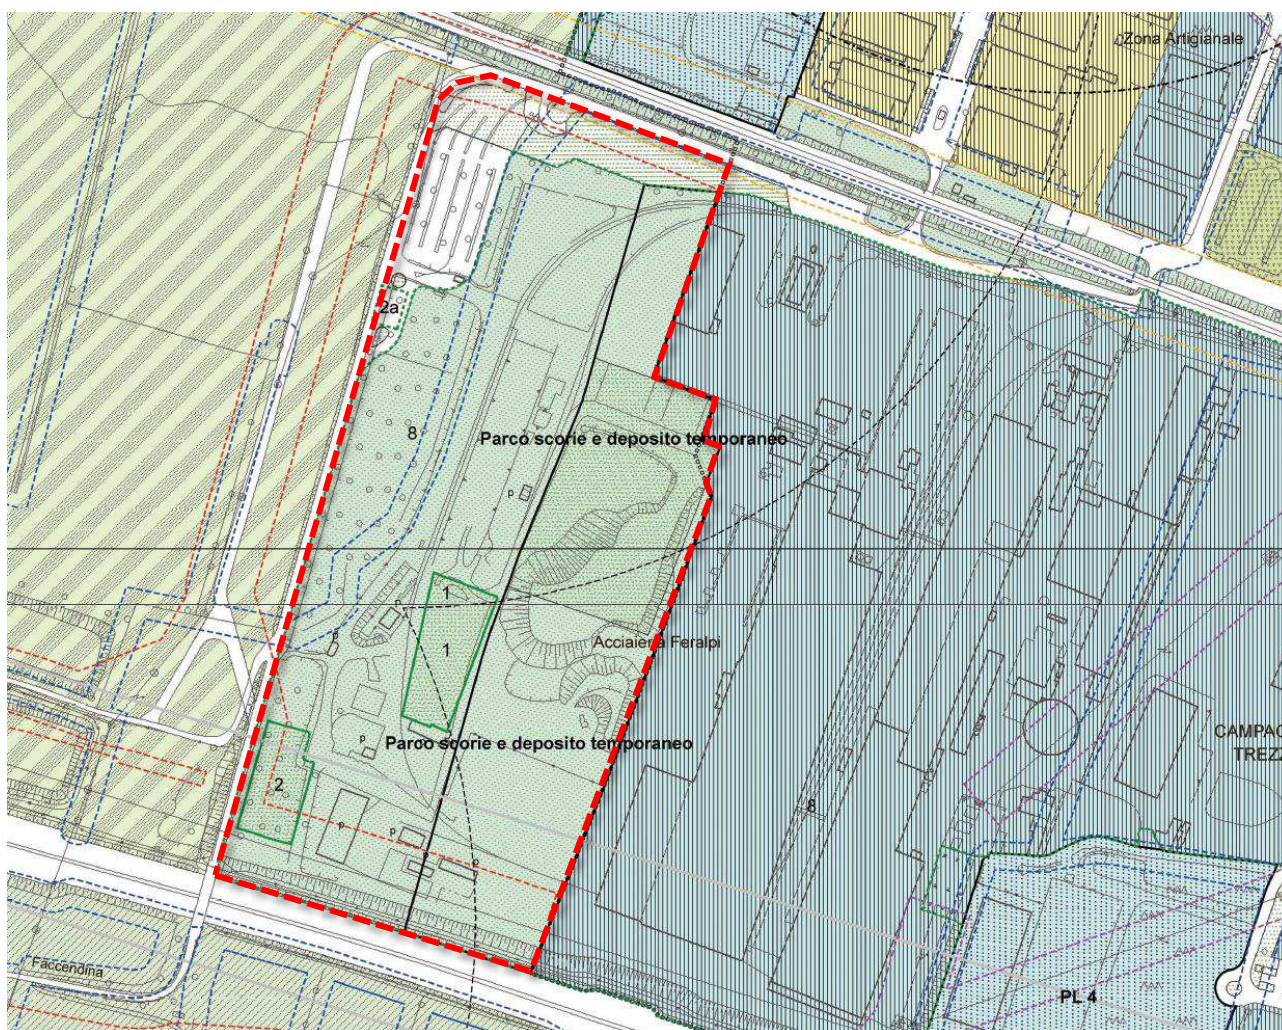 Zona Artigianale
2a
8
Parco scorie e deposito temporaneo
p
p
1
p
1
Acciaieria Feralpi
p
Parco scorie e deposito temporaneo
CAMPAG
TREZZ
2
8
p
p
p
Faccendina
PL 4